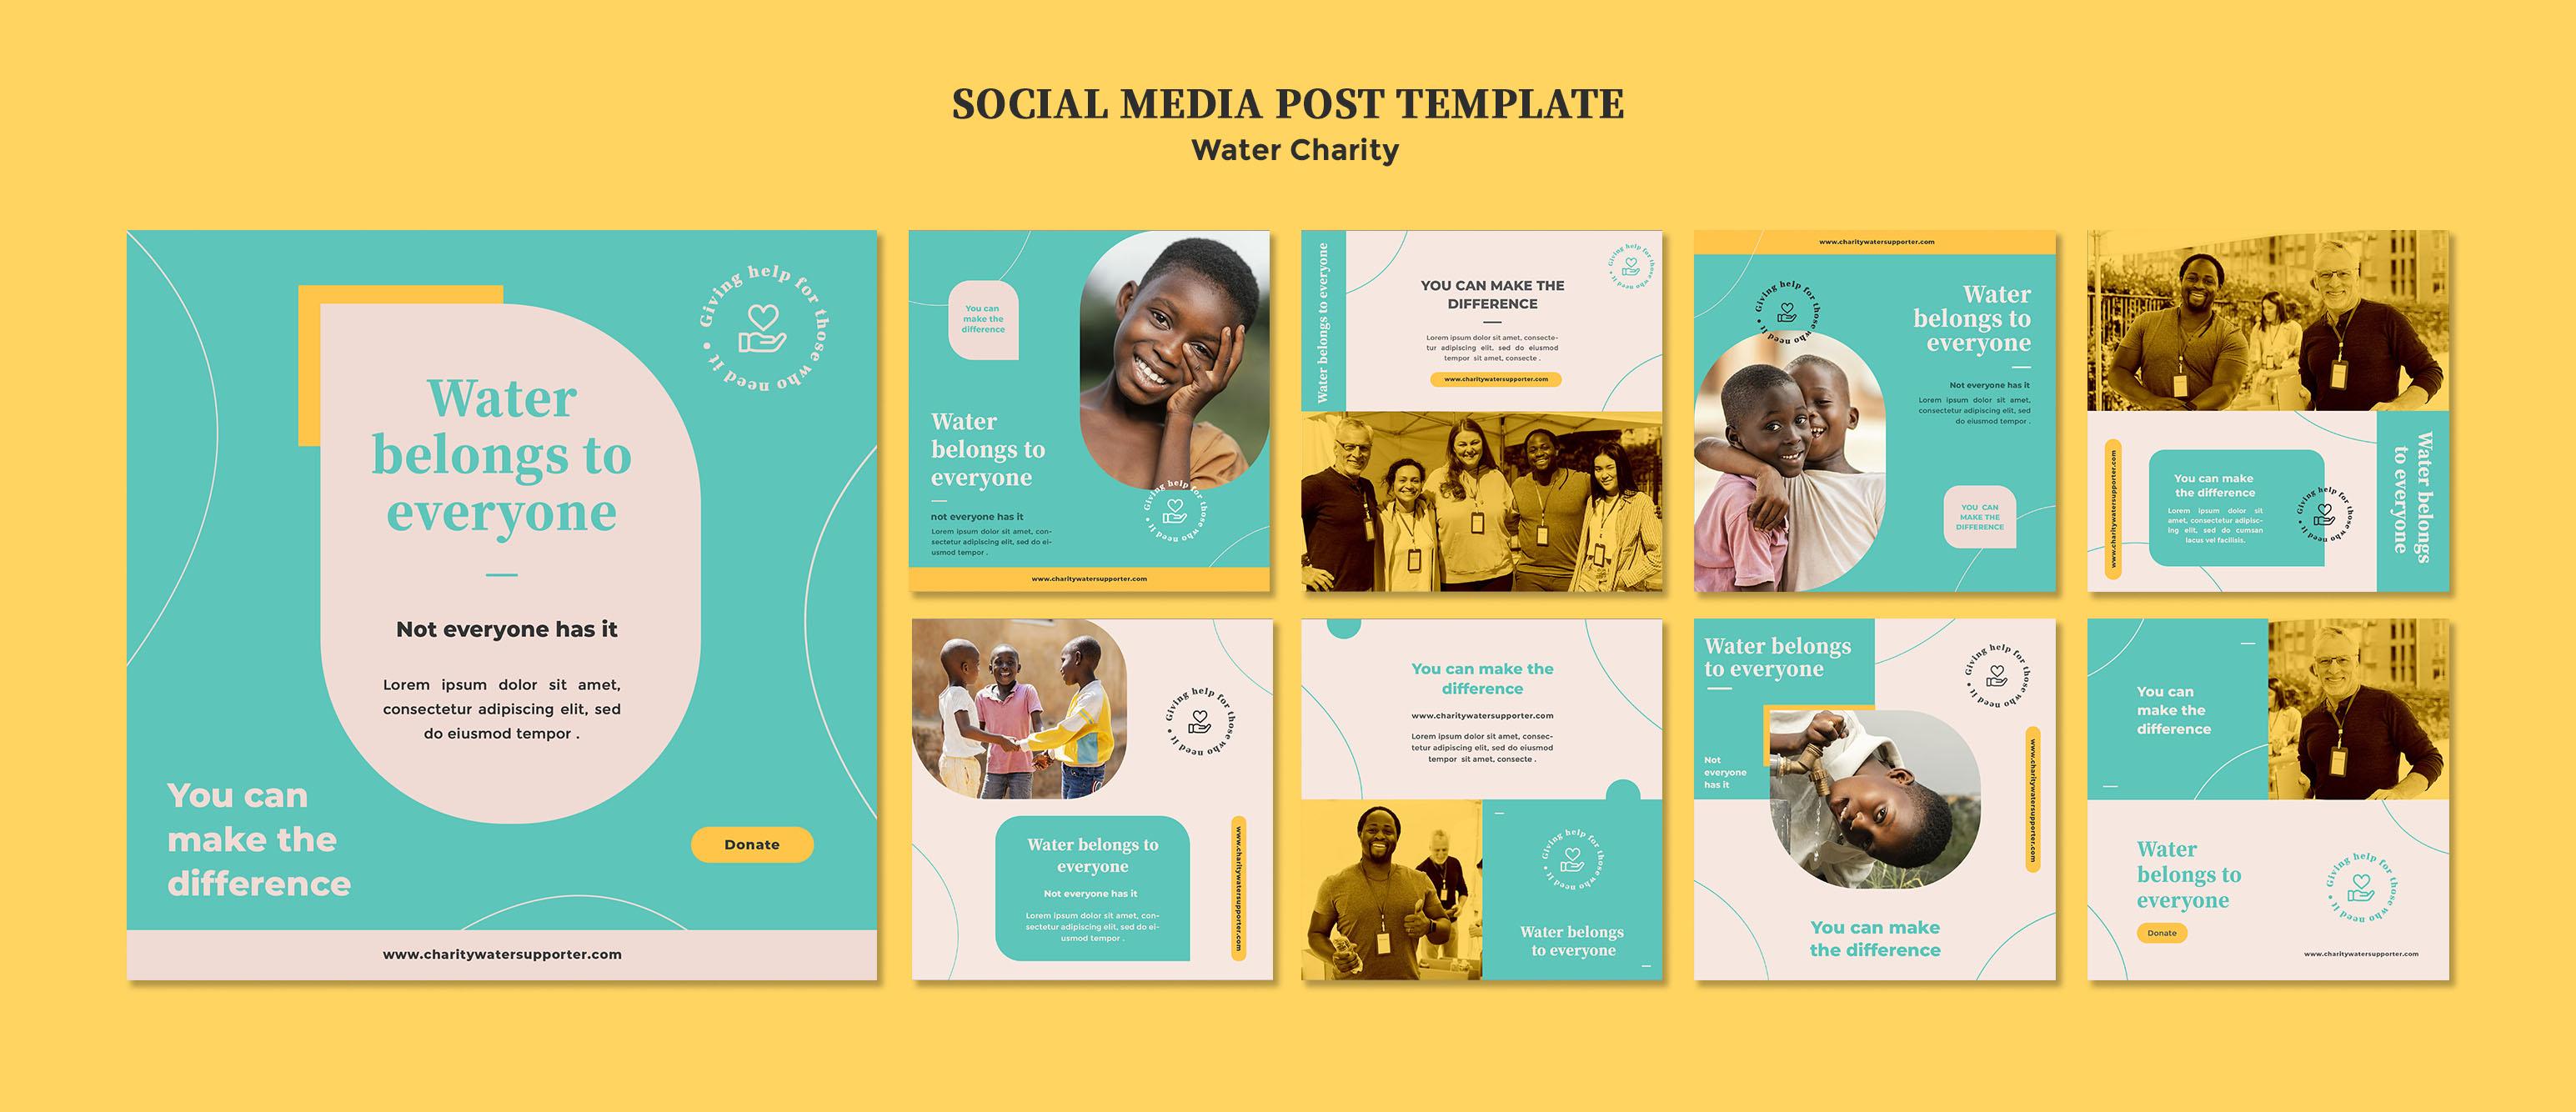 SOCIAL MEDIA POST TEMPLATE
Water Charity
Giving help for those who need it •
Water
belongs to
everyone
Not everyone has it
Lorem ipsum dolor sit amet,
consectetur adipiscing elit, sed
do eiusmod tempor .
You can
make the
difference
Donate
www.charitywatersupporter.com
You can
make the
difference
Water
belongs to
everyone
Giving help for those who need it •
not everyone has it
Lorem ipsum dolor sit amet, con-
sectetur adipiscing elit, sed do ei-
usmod tempor .
www.charitywatersupporter.com
Water belongs to everyone
Giving help for those who need it •
YOU CAN MAKE THE
DIFFERENCE
Lorem ipsum dolor sit amet, consecte-
tur adipiscing elit, sed do eiusmod
tempor sit amet, consecte .
www.charitywatersupporter.com
www.charitywatersupporter.com
Giving help for those who need it •
Water
belongs to
everyone
Not everyone has it
Lorem ipsum dolor sit amet,
consectetur adipiscing elit, sed
do eiusmod tempor .
YOU CAN
MAKE THE
DIFFERENCE
www.charitywatersupporter.com
You can make
the difference
Lorem ipsum dolor sit
amet, consectetur adipisc-
ing elit, sed do cumsan
lacus vel facilisis.
Giving help for those who need it •
Water belongs
to everyone
Giving help for those who need it •
Water belongs to
everyone
Not everyone has it
Lorem ipsum dolor sit amet, con-
sectetur adipiscing elit, sed do ei-
usmod tempor .
www.charitywatersupporter.com
You can make the
difference
www.charitywatersupporter.com
Lorem ipsum dolor sit amet, consec-
tetur adipiscing elit, sed do eiusmod
tempor sit amet, consecte .
Giving help for those who need it •
Water belongs
to everyone
Water belongs
to everyone
Giving help for those who need it •
Not
everyone
has it
www.charitywatersupporter.com
You can make
the difference
You can
make the
difference
Water
belongs to
everyone
Donate
Giving help for those who need it •
www.charitywatersupporter.com